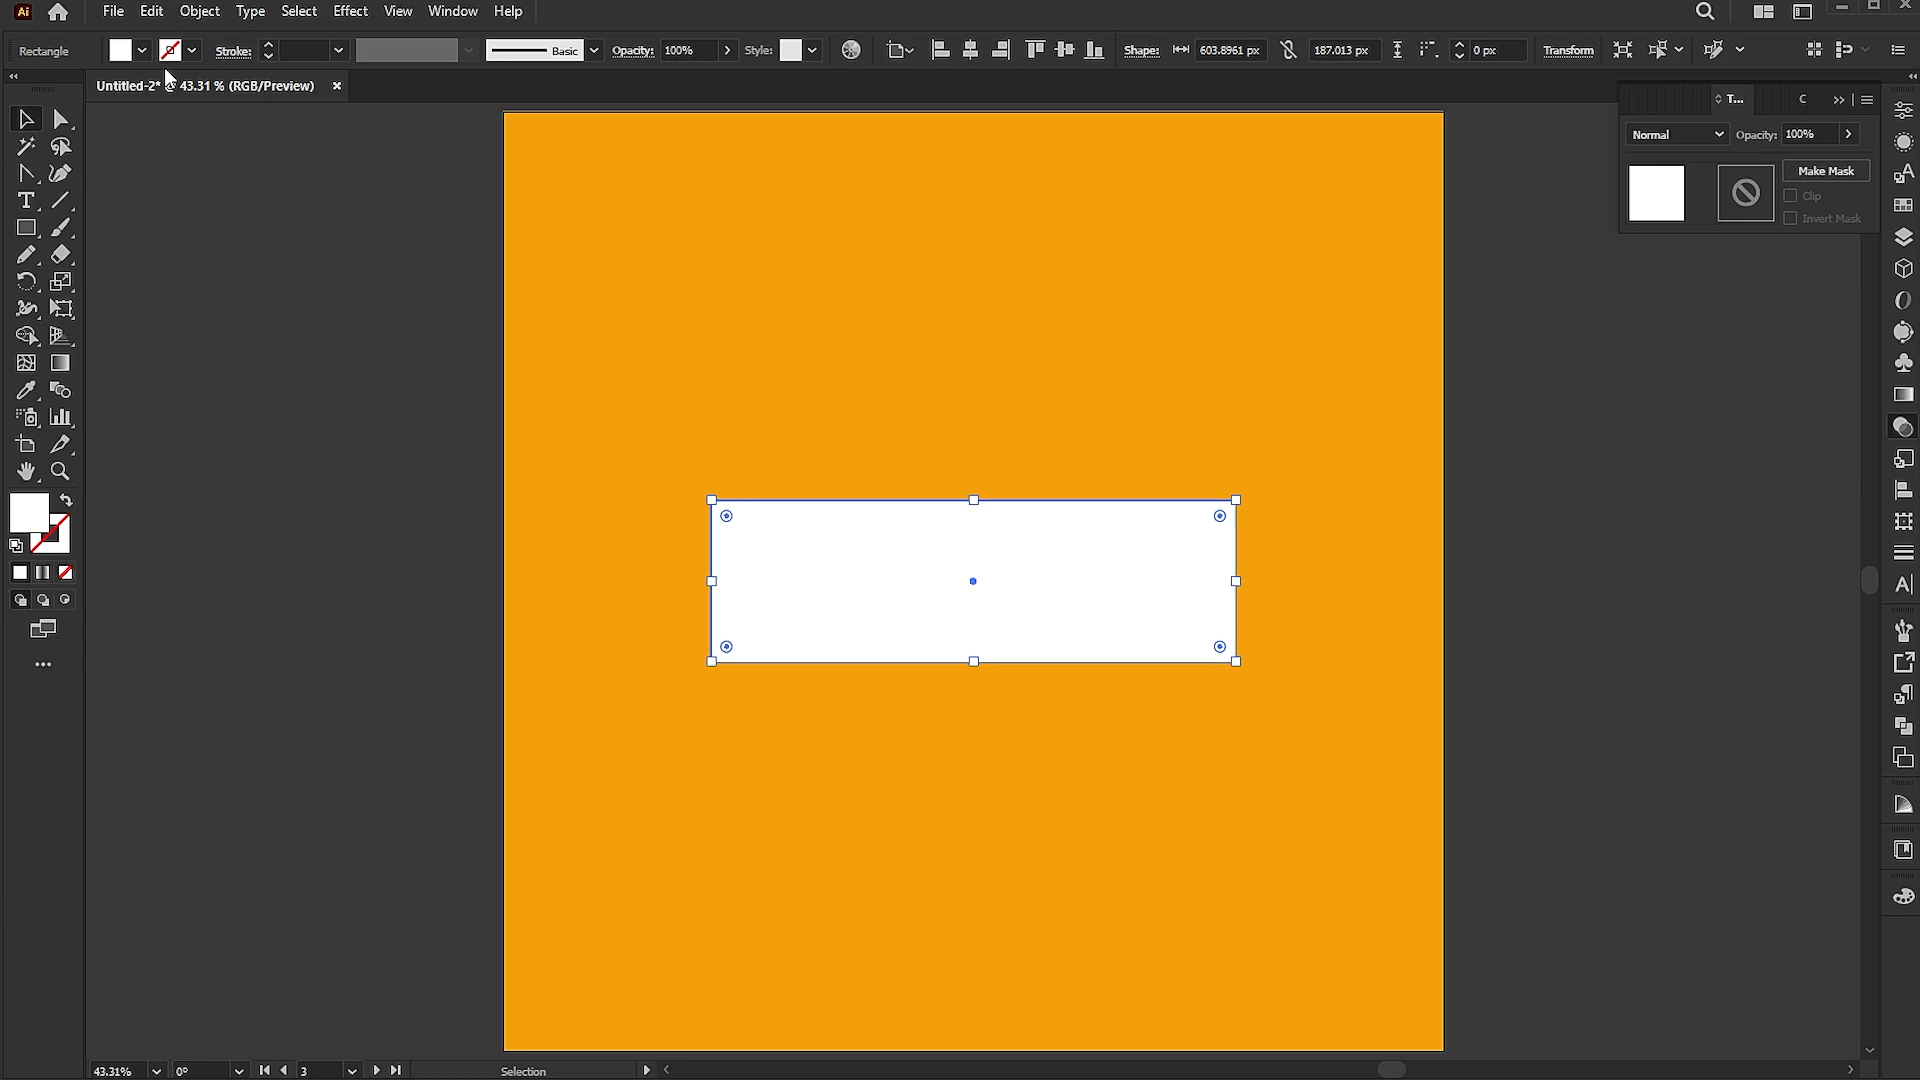 Ai File Edit Object Type Select Effect View Window Help
Rectangle Stroke: Basic Opacity: 100% Style: Shape: 603.8961 px 187.013 px 0 px Transform
Untitled-2* @ 43.31 % (RGB/Preview) ×
T... C
Normal Opacity: 100%
Make Mask
Clip
Invert Mask
43.31% 0° 3 Selection